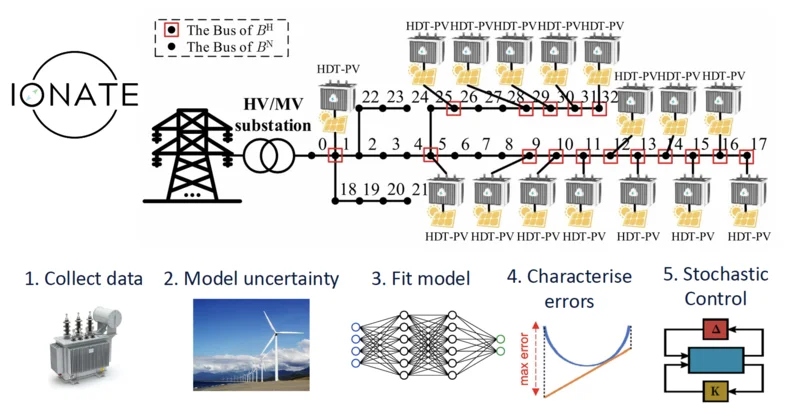 HDT-PV HDT-PV HDT-PV HDT-PV HDT-PV
The Bus of Bᴴ
The Bus of Bᴺ
IONATE
HDT-PV
HDT-PV HDT-PV HDT-PV
HV/MV
substation
22 23 24 25 26 27 28 29 30 31 32
0 1 2 3 4 5 6 7 8 9 10 11 12 13 14 15 16 17
18 19 20 21
HDT-PV HDT-PV HDT-PV HDT-PV HDT-PV HDT-PV HDT-PV
1. Collect data
2. Model uncertainty
3. Fit model
4. Characterise
errors
5. Stochastic
Control
max error
Δ
K